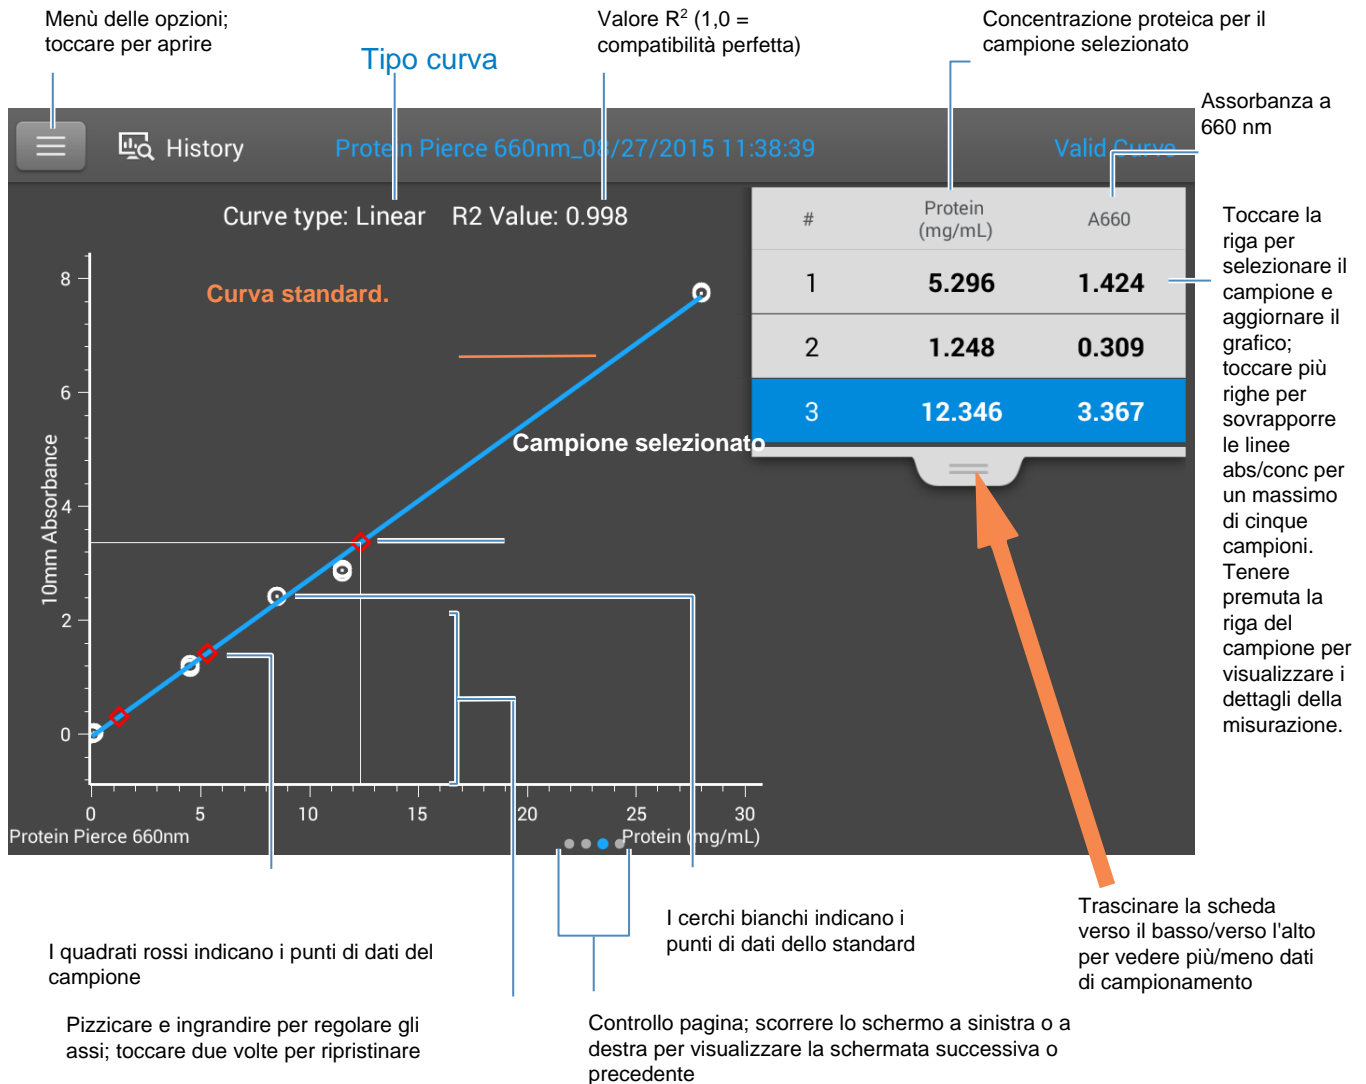 Menù delle opzioni;
toccare per aprire
Tipo curva
Valore R² (1,0 =
compatibilità perfetta)
Concentrazione proteica per il
campione selezionato
Assorbanza a
660 nm
History
Protein Pierce 660nm_08/27/2015 11:38:39
Valid Curve
Curve type: Linear R2 Value: 0.998
# Protein (mg/mL) A660
1 5.296 1.424
2 1.248 0.309
3 12.346 3.367
Toccare la
riga per
selezionare il
campione e
aggiornare il
grafico;
toccare più
righe per
sovrapporre
le linee
abs/conc per
un massimo
di cinque
campioni.
Tenere
premuta la
riga del
campione per
visualizzare i
dettagli della
misurazione.
Curva standard.
Campione selezionato
10mm Absorbance
8
6
4
2
0
0 5 10 15 20 25 30
Protein Pierce 660nm
Protein (mg/mL)
I quadrati rossi indicano i punti di dati del
campione
I cerchi bianchi indicano i
punti di dati dello standard
Trascinare la scheda
verso il basso/verso l'alto
per vedere più/meno dati
di campionamento
Pizzicare e ingrandire per regolare gli
assi; toccare due volte per ripristinare
Controllo pagina; scorrere lo schermo a sinistra o a
destra per visualizzare la schermata successiva o
precedente